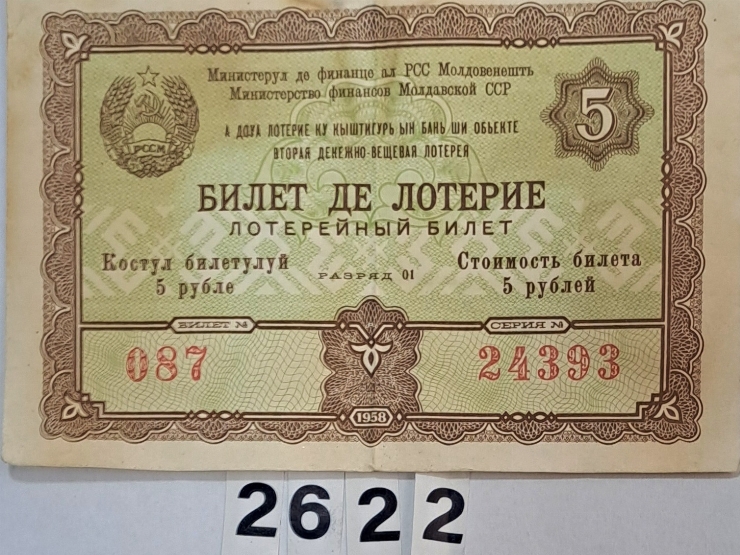 Министерул де финанце ал РСС Молдовенешть
Министерство финансов Молдавской ССР
5
РССМ
А ДОУА ЛОТЕРИЕ КУ КЫШТИГУРЬ ЫН БАНЬ ШИ ОБЬЕКТЕ
ВТОРАЯ ДЕНЕЖНО-ВЕЩЕВАЯ ЛОТЕРЕЯ
БИЛЕТ ДЕ ЛОТЕРИЕ
ЛОТЕРЕЙНЫЙ БИЛЕТ
Костул билетулуй
5 рубле
РАЗРЯД 01
Стоимость билета
5 рублей
БИЛЕТ №
СЕРИЯ №
087
24393
1958
2622